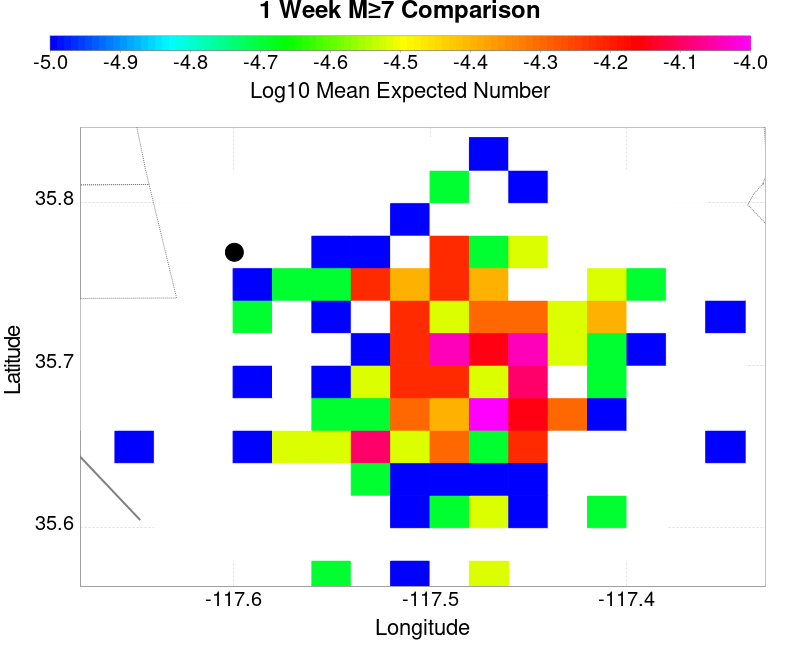 1 Week M≥7 Comparison
-5.0 -4.9 -4.8 -4.7 -4.6 -4.5 -4.4 -4.3 -4.2 -4.1 -4.0
Log10 Mean Expected Number
35.8
35.7
35.6
Latitude
-117.6 -117.5 -117.4
Longitude